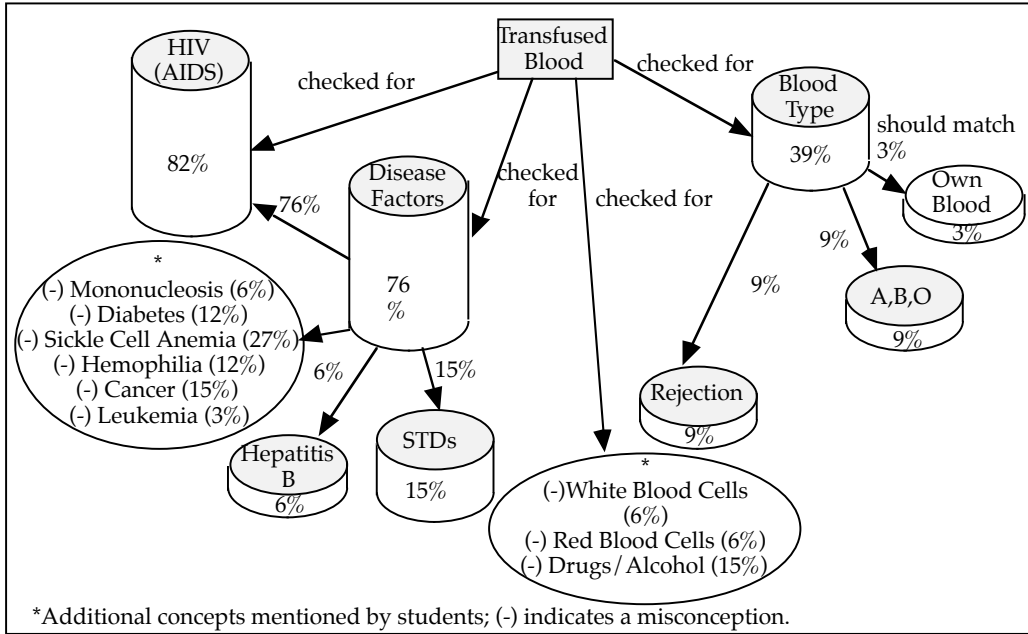 Transfused
Blood
HIV
(AIDS)
82%
checked for
checked for
checked
for
checked for
Blood
Type
39%
should match
3%
Own
Blood
3%
9%
A,B,O
9%
9%
Rejection
9%
Disease
Factors
76
%
76%
*
(-) Mononucleosis (6%)
(-) Diabetes (12%)
(-) Sickle Cell Anemia (27%)
(-) Hemophilia (12%)
(-) Cancer (15%)
(-) Leukemia (3%)
6%
Hepatitis
B
6%
15%
STDs
15%
*
(-)White Blood Cells
(6%)
(-) Red Blood Cells (6%)
(-) Drugs/Alcohol (15%)
*Additional concepts mentioned by students; (-) indicates a misconception.